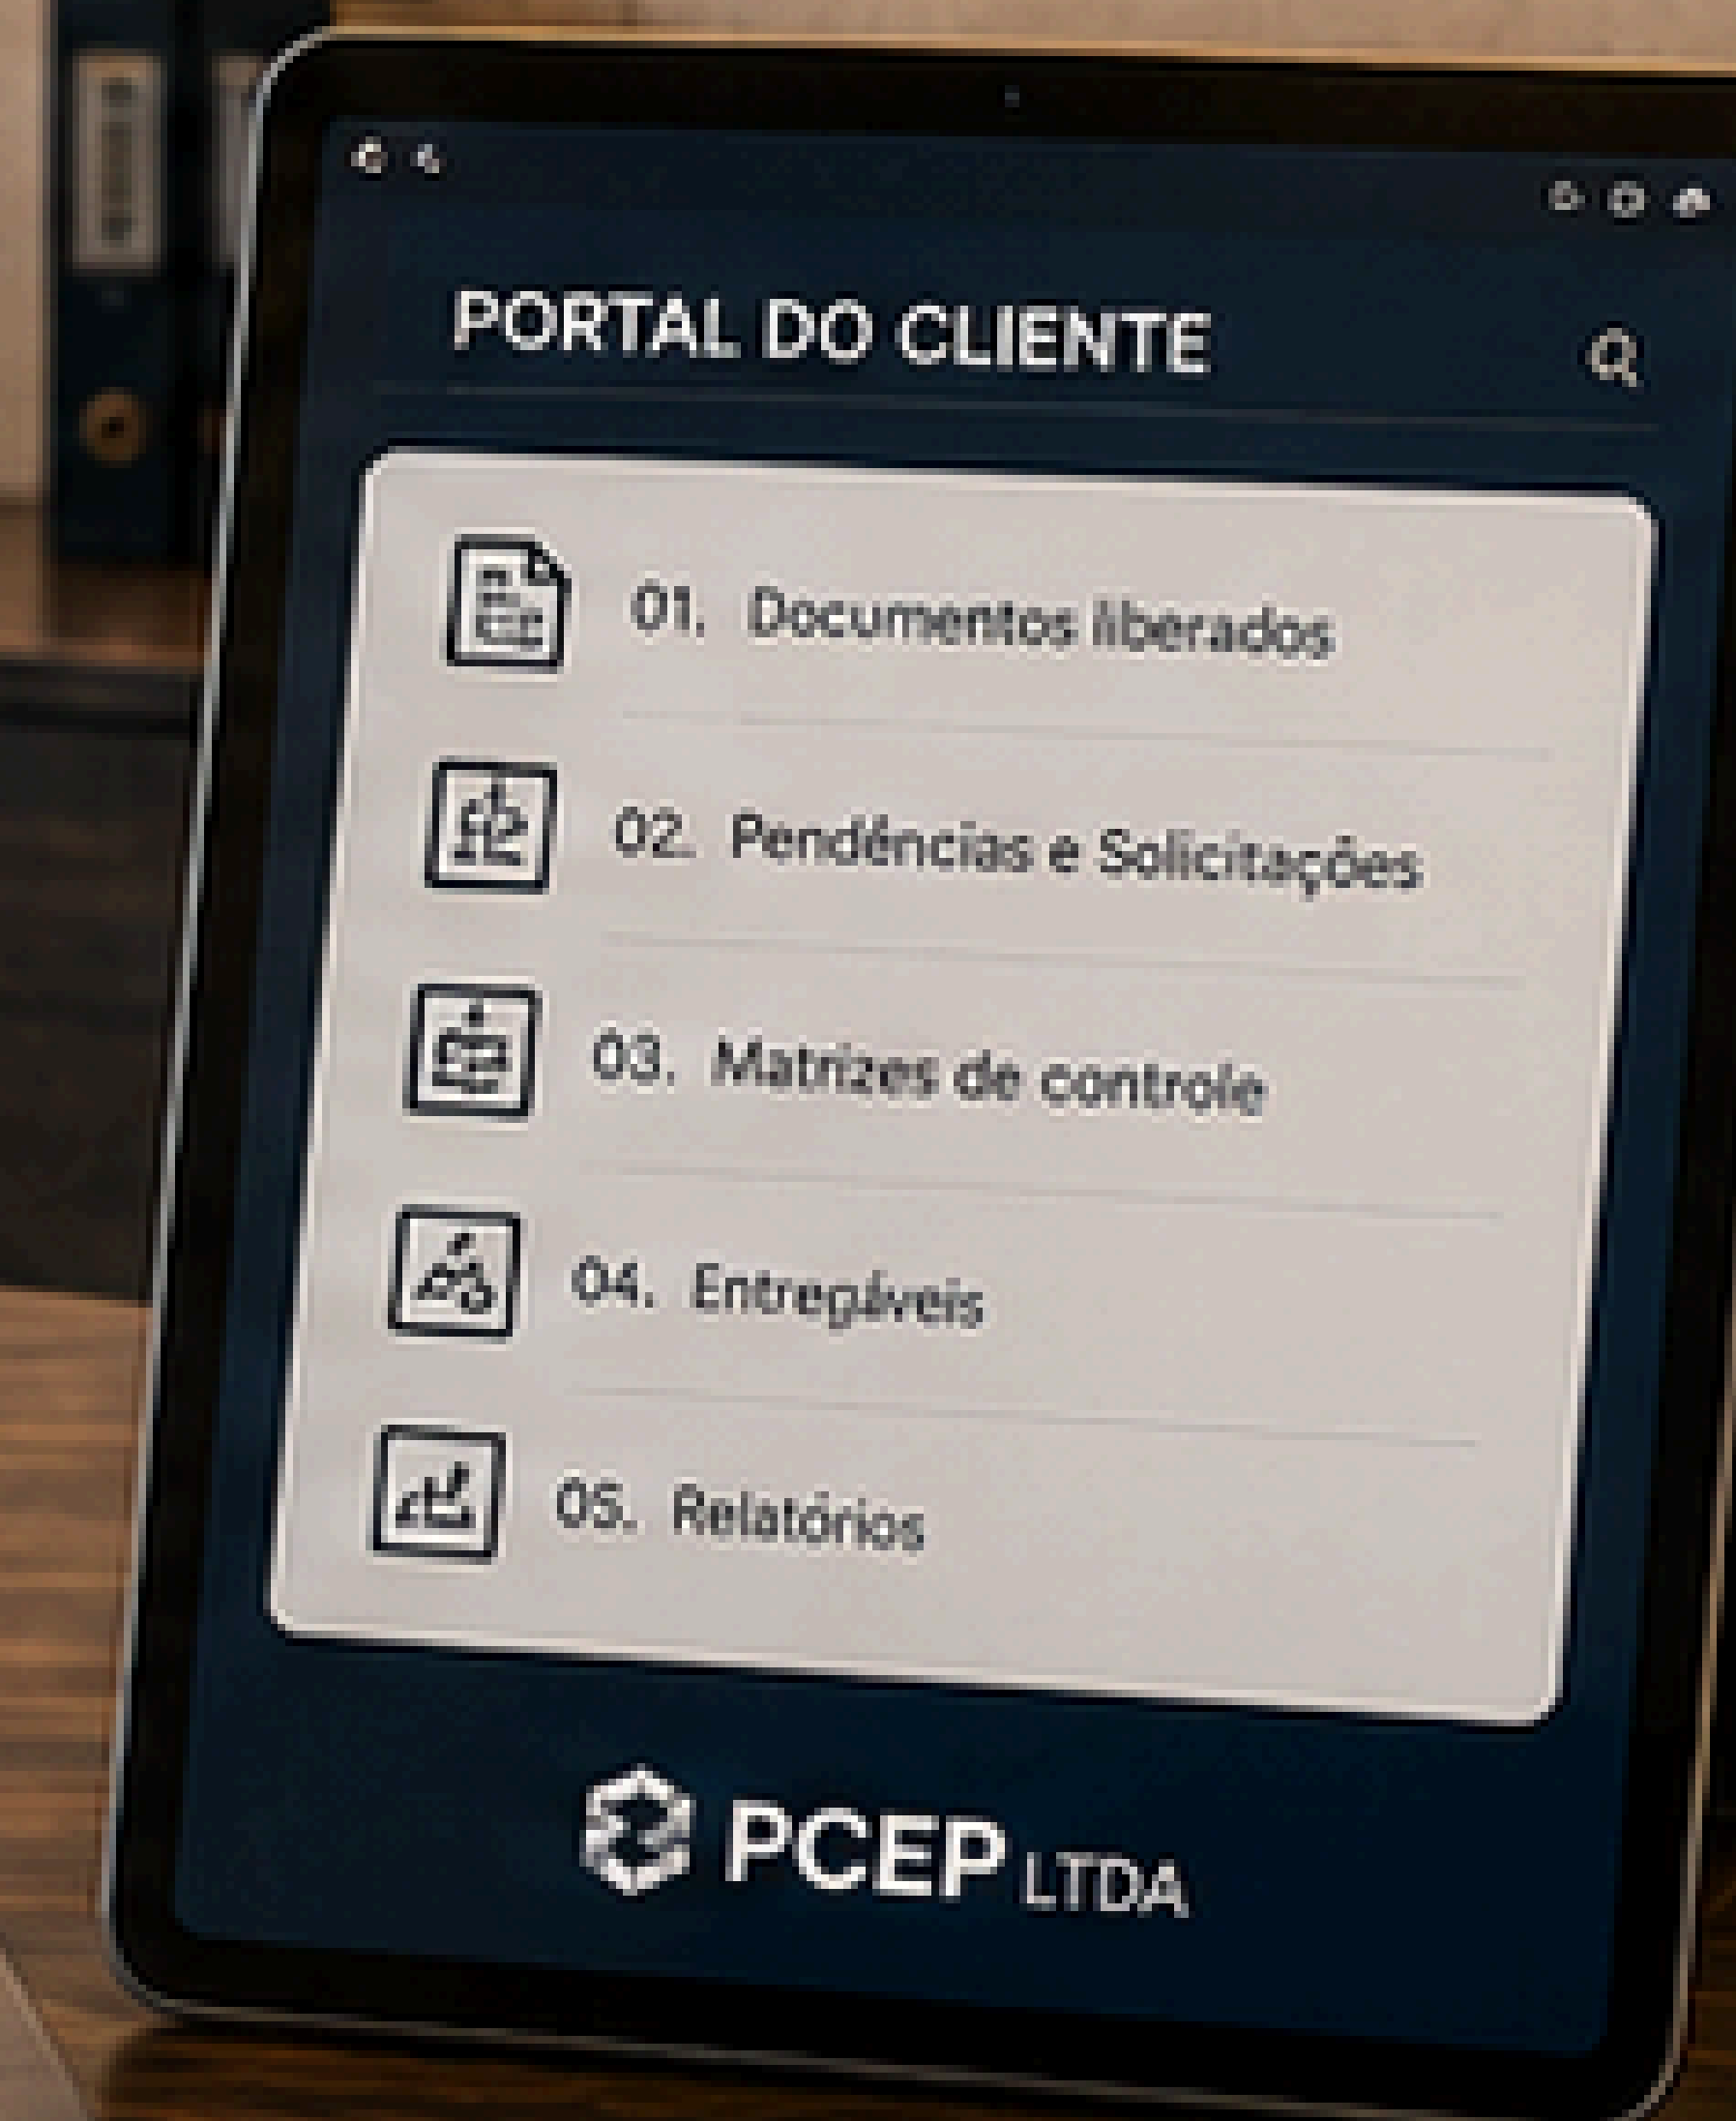 PORTAL DO CLIENTE
01. Documentos liberados
02. Pendências e Solicitações
03. Matrizes de controle
04. Entregáveis
05. Relatórios
PCEP LTDA